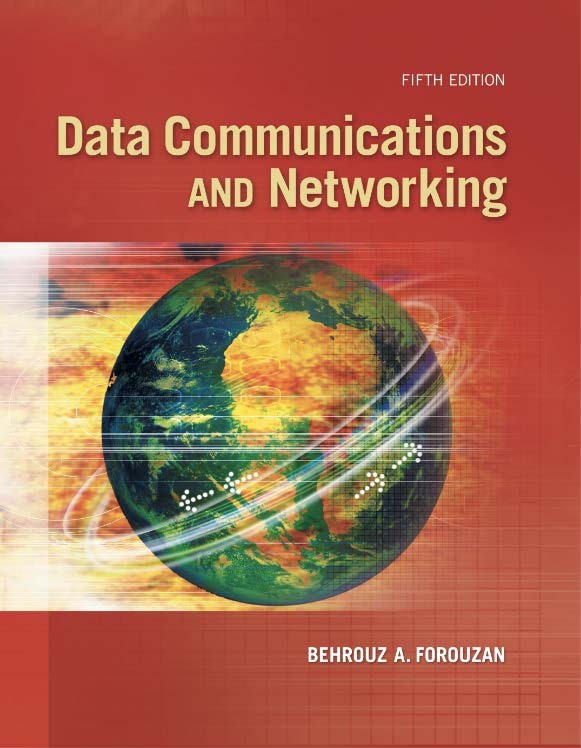 FIFTH EDITION
Data Communications
AND Networking
BEHROUZ A. FOROUZAN